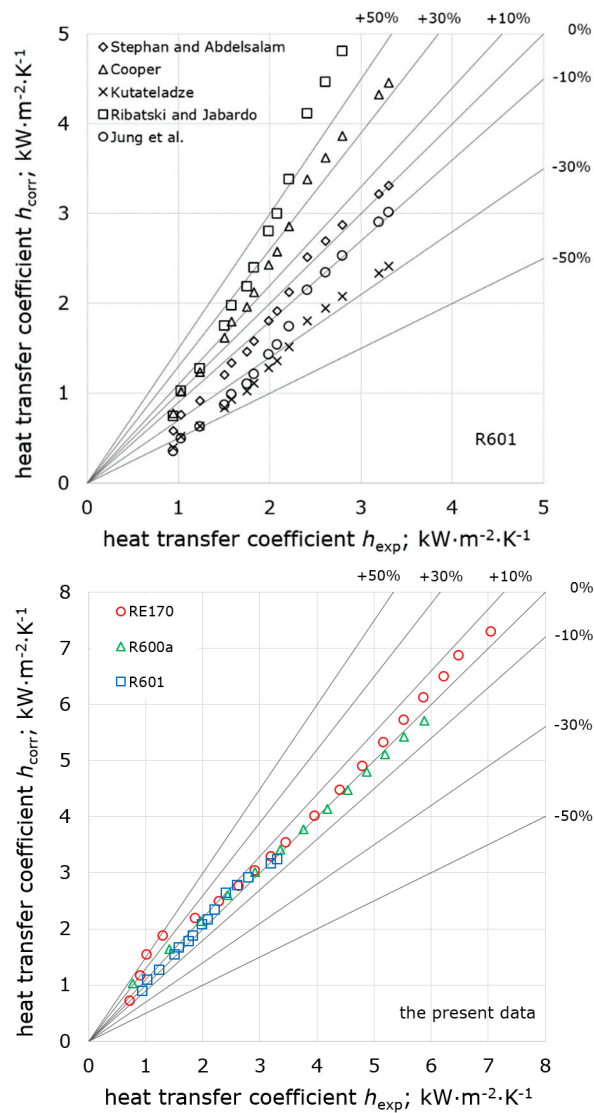 +50% +30% +10% 0%
5
4
3
2
1
0
heat transfer coefficient hcorr; kW·m-2·K-1
Stephan and Abdelsalam
Cooper
Kutateladze
Ribatski and Jabardo
Jung et al.
-10%
-30%
-50%
R601
0 1 2 3 4 5
heat transfer coefficient hexp; kW·m-2·K-1
+50% +30% +10% 0%
8
7
6
5
4
3
2
1
0
heat transfer coefficient hcorr; kW·m-2·K-1
RE170
R600a
R601
-10%
-30%
-50%
the present data
0 1 2 3 4 5 6 7 8
heat transfer coefficient hexp; kW·m-2·K-1